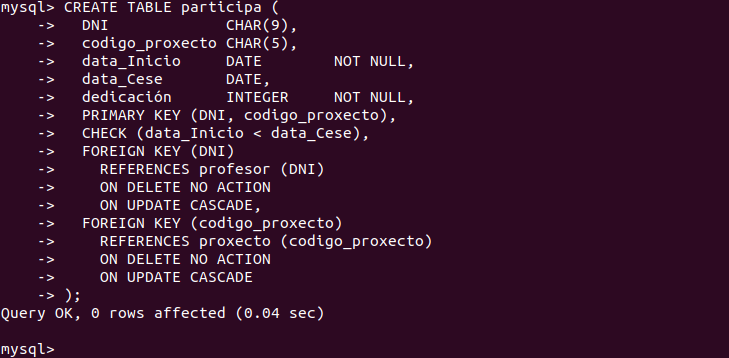 mysql> CREATE TABLE participa (
    ->   DNI             CHAR(9),
    ->   codigo_proxecto CHAR(5),
    ->   data_Inicio     DATE        NOT NULL,
    ->   data_Cese       DATE,
    ->   dedicación      INTEGER     NOT NULL,
    ->   PRIMARY KEY (DNI, codigo_proxecto),
    ->   CHECK (data_Inicio < data_Cese),
    ->   FOREIGN KEY (DNI)
    ->     REFERENCES profesor (DNI)
    ->     ON DELETE NO ACTION
    ->     ON UPDATE CASCADE,
    ->   FOREIGN KEY (codigo_proxecto)
    ->     REFERENCES proxecto (codigo_proxecto)
    ->     ON DELETE NO ACTION
    ->     ON UPDATE CASCADE
    -> );
Query OK, 0 rows affected (0.04 sec)

mysql>